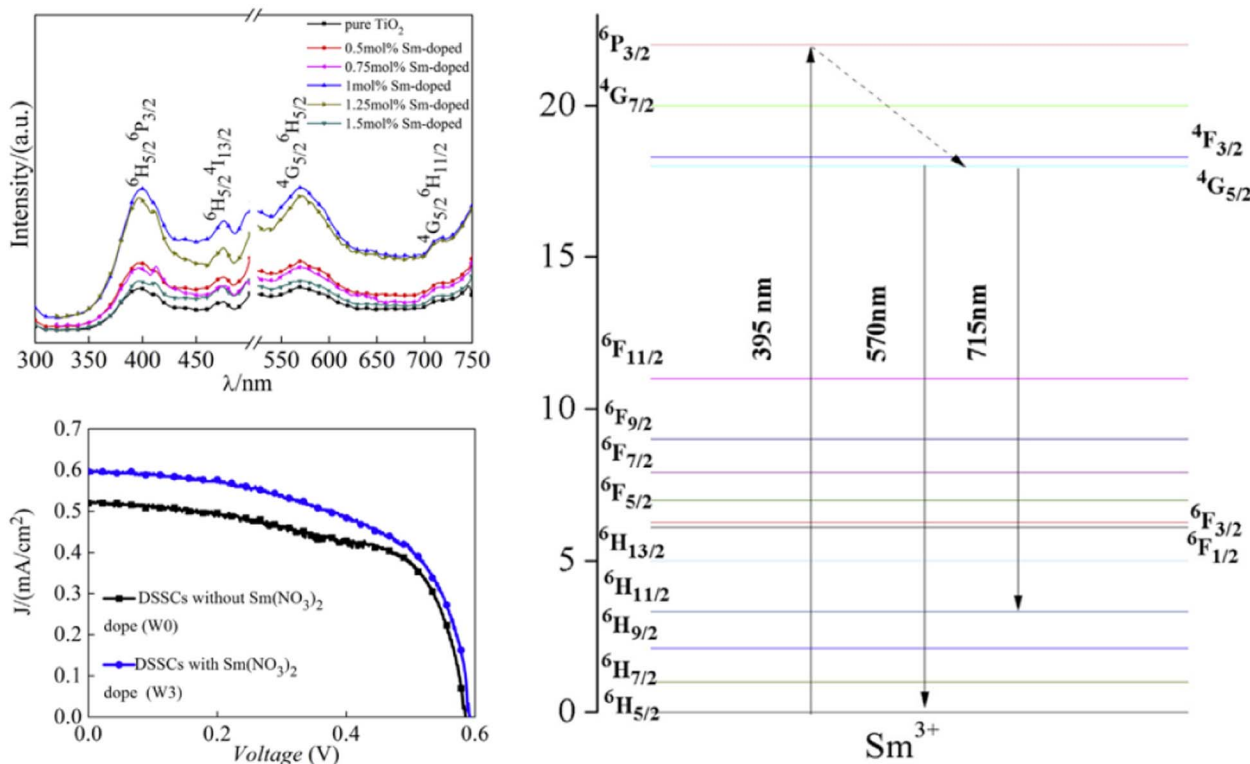 pure TiO₂
0.5mol% Sm-doped
0.75mol% Sm-doped
1mol% Sm-doped
1.25mol% Sm-doped
1.5mol% Sm-doped
⁶H₅/₂ ⁶P₃/₂
⁶H₅/₂ ⁴I₁₃/₂
⁴G₅/₂ ⁶H₅/₂
⁴G₅/₂ ⁶H₁₁/₂
Intensity/(a.u.)
300 350 400 450 550 600 650 700 750
λ/nm
0.7
0.6
0.5
0.4
0.3
0.2
0.1
0.0
J/(mA/cm²)
DSSCs without Sm(NO₃)₂
dope (W0)
DSSCs with Sm(NO₃)₂
dope (W3)
0.0 0.2 0.4 0.6
Voltage (V)
20
15
10
5
0
⁶P₃/₂
⁴G₇/₂
⁴F₃/₂
⁴G₅/₂
395 nm
570nm
715nm
⁶F₁₁/₂
⁶F₉/₂
⁶F₇/₂
⁶F₅/₂
⁶F₃/₂
⁶F₁/₂
⁶H₁₃/₂
⁶H₁₁/₂
⁶H₉/₂
⁶H₇/₂
⁶H₅/₂
Sm³⁺